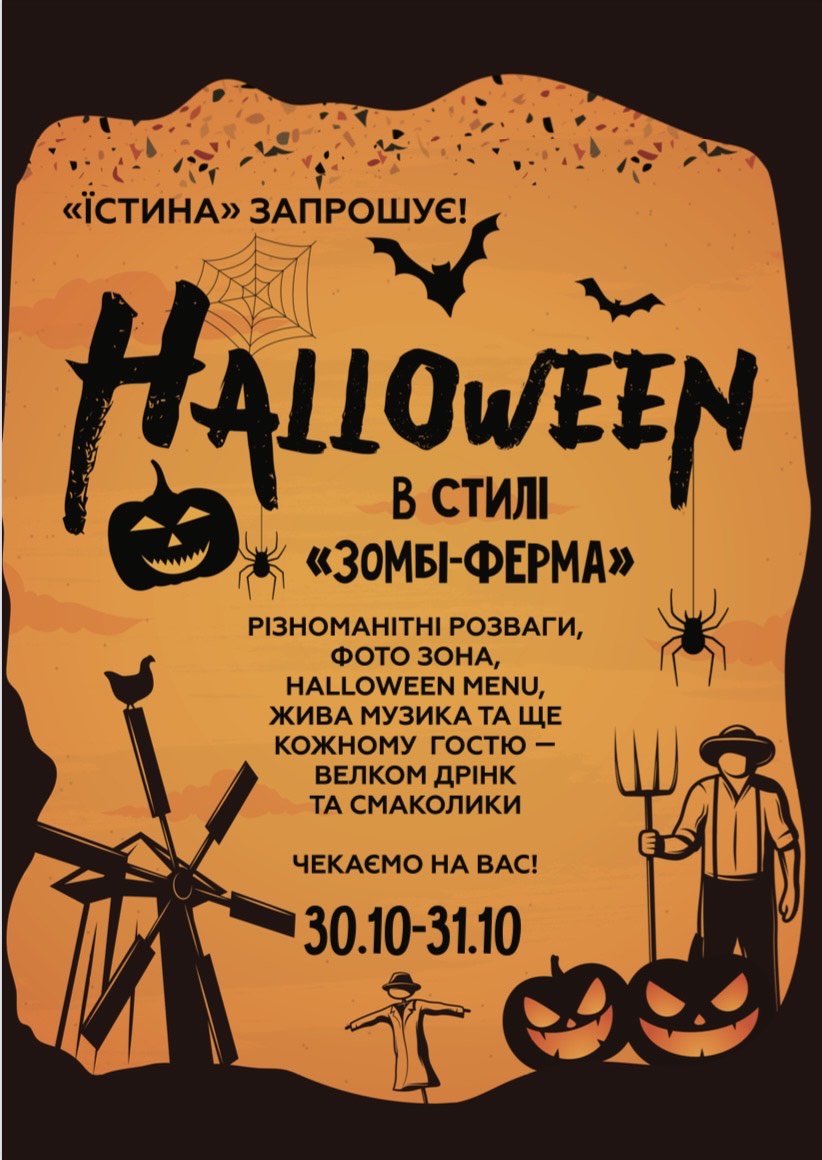 «ЇСТИНА» ЗАПРОШУЄ!
HALLOWEEN
В СТИЛІ
«ЗОМБІ-ФЕРМА»
РІЗНОМАНІТНІ РОЗВАГИ,
ФОТО ЗОНА,
HALLOWEEN MENU,
ЖИВА МУЗИКА ТА ЩЕ
КОЖНОМУ ГОСТЮ –
ВЕЛКОМ ДРІНК
ТА СМАКОЛИКИ
ЧЕКАЄМО НА ВАС!
30.10-31.10